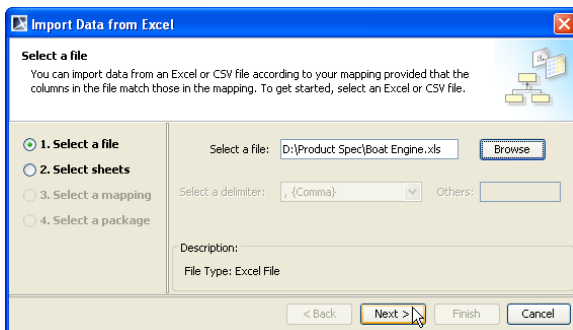 Import Data from Excel
Select a file
You can import data from an Excel or CSV file according to your mapping provided that the
columns in the file match those in the mapping. To get started, select an Excel or CSV file.
1. Select a file
2. Select sheets
3. Select a mapping
4. Select a package
Select a file: D:\Product Spec\Boat Engine.xls Browse
Select a delimiter: , {Comma} Others:
Description:
File Type: Excel File
< Back Next > Finish Cancel